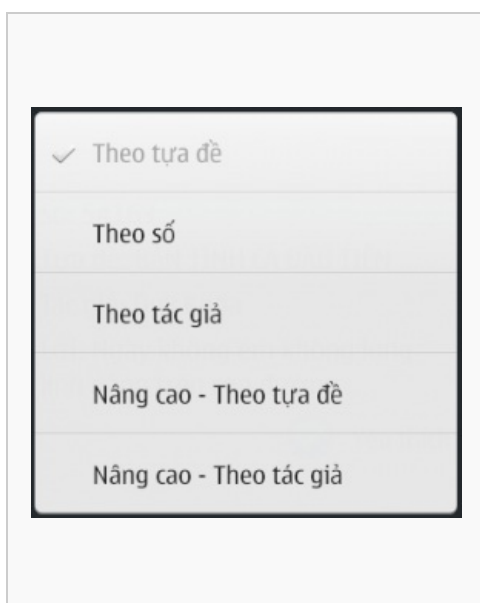 Theo tựa đề
Theo số
Theo tác giả
Nâng cao - Theo tựa đề
Nâng cao - Theo tác giả